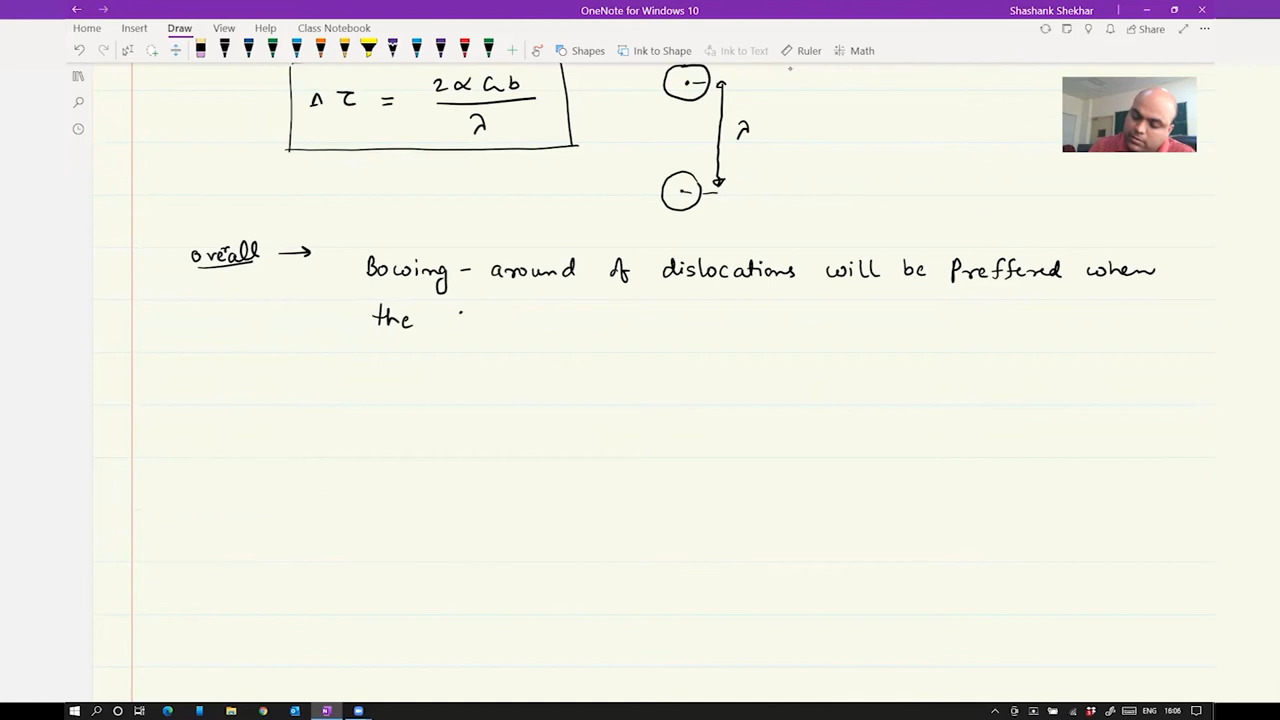 OneNote for Windows 10
Shashank Shekhar
Home Insert Draw View Help Class Notebook
Share
Shapes Ink to Shape Ink to Text Ruler Math
Δτ = 2αGb / λ
λ
overall → Bowing - around of dislocations will be Preffered when
the
ENG 16:06